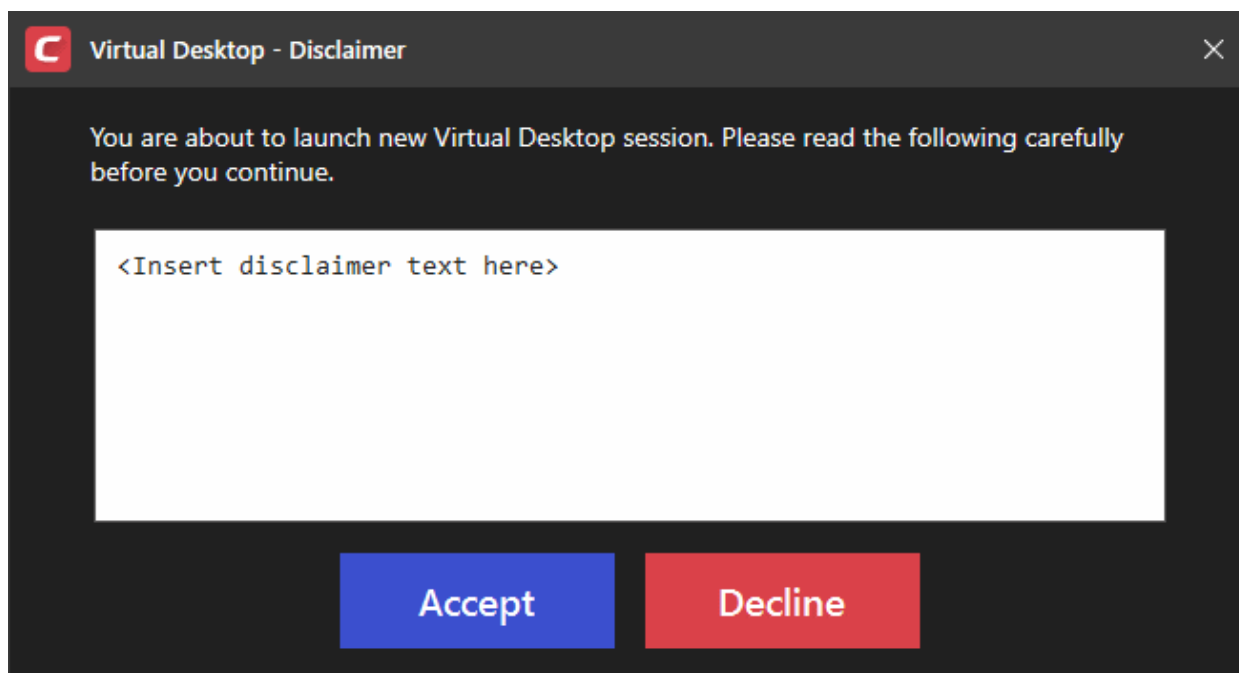 Virtual Desktop - Disclaimer
You are about to launch new Virtual Desktop session. Please read the following carefully
before you continue.
<Insert disclaimer text here>
Accept
Decline